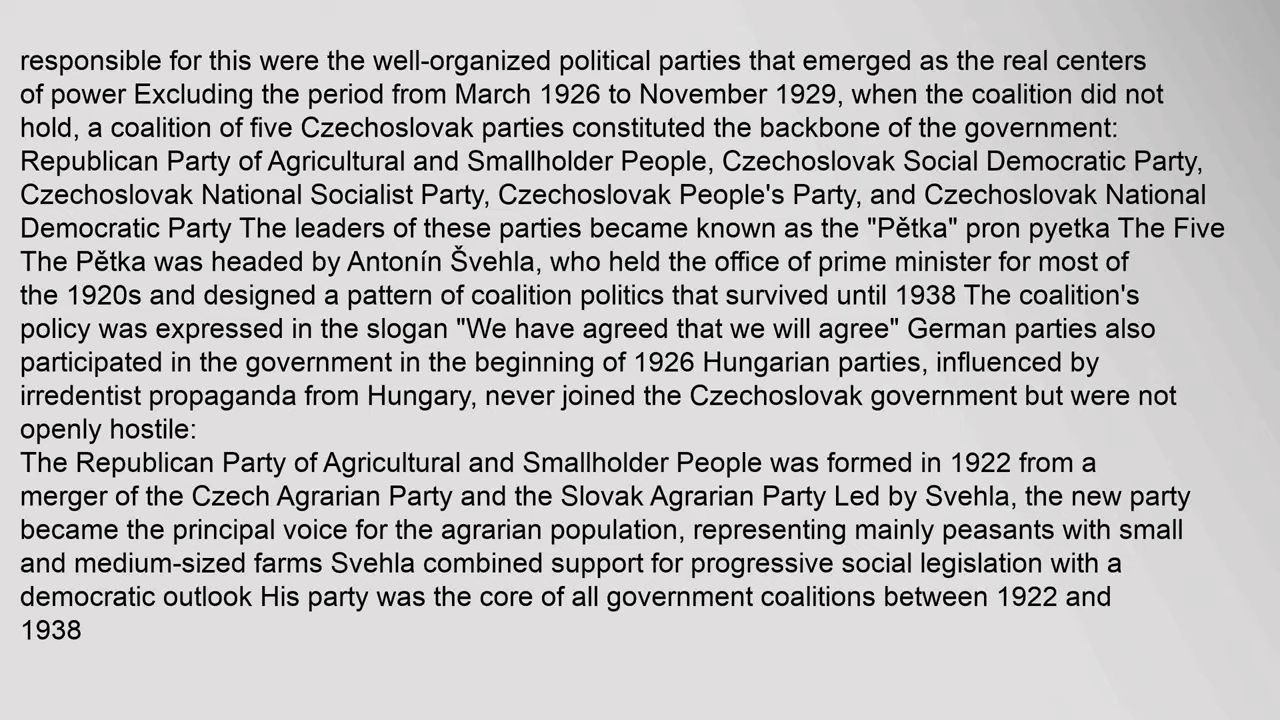 responsible for this were the well-organized political parties that emerged as the real centers
of power Excluding the period from March 1926 to November 1929, when the coalition did not
hold, a coalition of five Czechoslovak parties constituted the backbone of the government:
Republican Party of Agricultural and Smallholder People, Czechoslovak Social Democratic Party,
Czechoslovak National Socialist Party, Czechoslovak People's Party, and Czechoslovak National
Democratic Party The leaders of these parties became known as the "Pětka" pron pyetka The Five
The Pětka was headed by Antonín Švehla, who held the office of prime minister for most of
the 1920s and designed a pattern of coalition politics that survived until 1938 The coalition's
policy was expressed in the slogan "We have agreed that we will agree" German parties also
participated in the government in the beginning of 1926 Hungarian parties, influenced by
irredentist propaganda from Hungary, never joined the Czechoslovak government but were not
openly hostile:
The Republican Party of Agricultural and Smallholder People was formed in 1922 from a
merger of the Czech Agrarian Party and the Slovak Agrarian Party Led by Svehla, the new party
became the principal voice for the agrarian population, representing mainly peasants with small
and medium-sized farms Svehla combined support for progressive social legislation with a
democratic outlook His party was the core of all government coalitions between 1922 and
1938